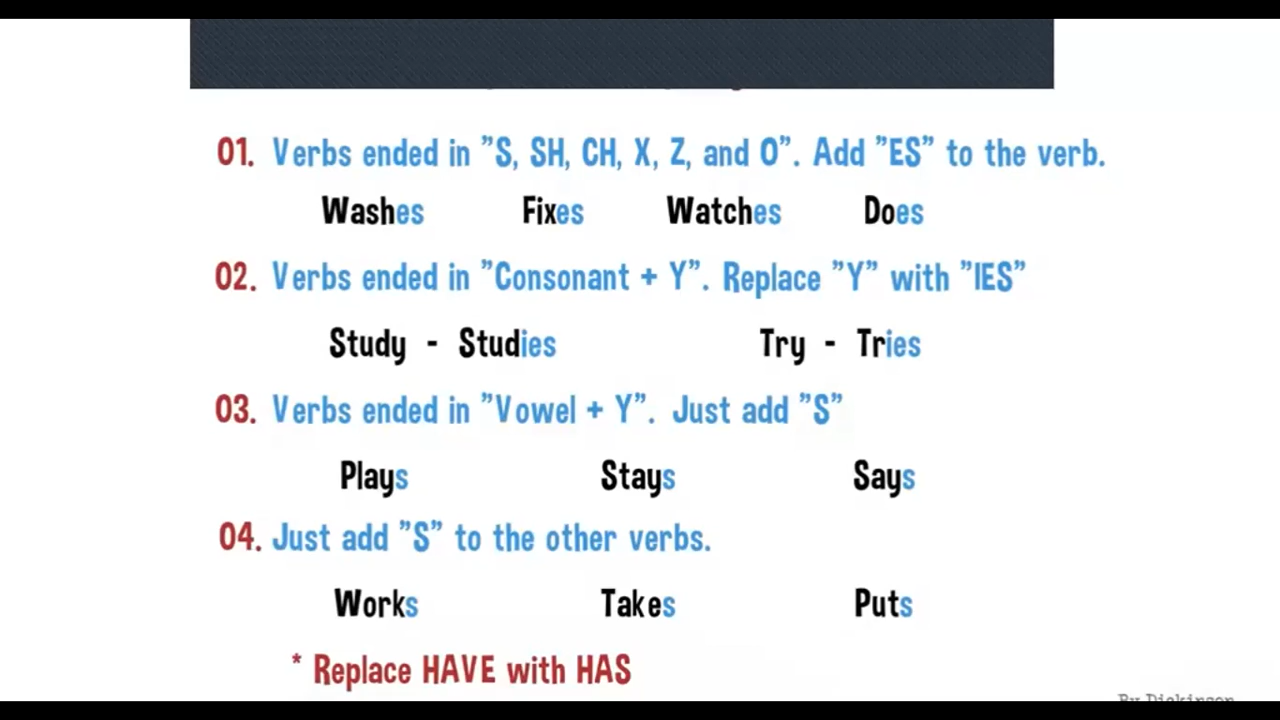 01. Verbs ended in "S, SH, CH, X, Z, and O". Add "ES" to the verb.
Washes Fixes Watches Does
02. Verbs ended in "Consonant + Y". Replace "Y" with "IES"
Study - Studies Try - Tries
03. Verbs ended in "Vowel + Y". Just add "S"
Plays Stays Says
04. Just add "S" to the other verbs.
Works Takes Puts
* Replace HAVE with HAS
By Dickinson